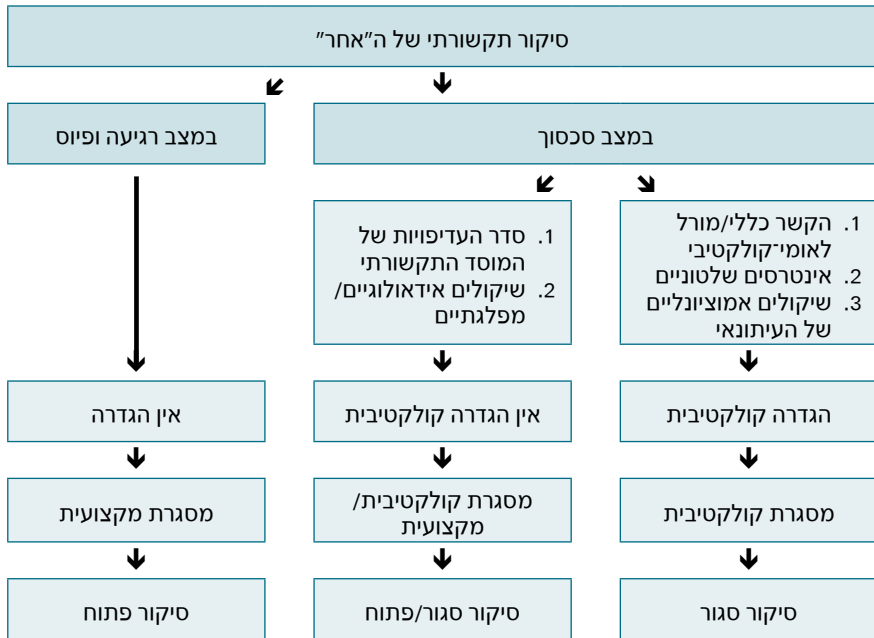 סיקור תקשורתי של ה"אחר"
במצב סכסוך
במצב רגיעה ופיוס
1. הקשר כללי/מורל
לאומי־קולקטיבי
2. אינטרסים שלטוניים
3. שיקולים אמוציונליים
של העיתונאי
1. סדר העדיפויות של
המוסד התקשורתי
2. שיקולים אידאולוגיים/
מפלגתיים
הגדרה קולקטיבית
אין הגדרה קולקטיבית
אין הגדרה
מסגרת קולקטיבית
מסגרת קולקטיבית/
מקצועית
מסגרת מקצועית
סיקור סגור
סיקור סגור/פתוח
סיקור פתוח